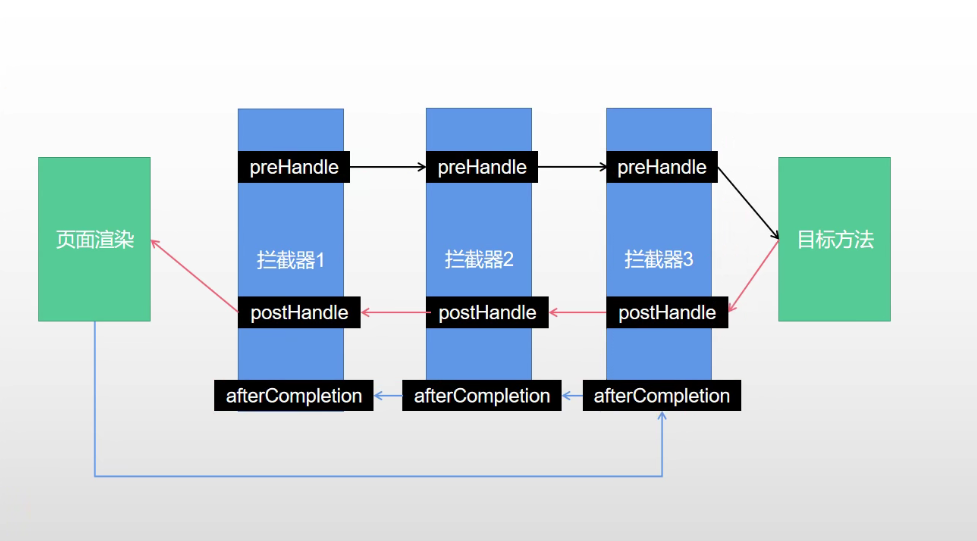 preHandle
preHandle
preHandle
页面渲染
拦截器1
拦截器2
拦截器3
目标方法
postHandle
postHandle
postHandle
afterCompletion
afterCompletion
afterCompletion